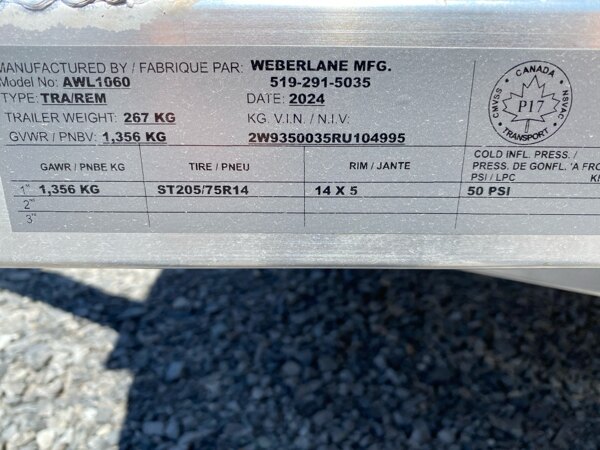 MANUFACTURED BY / FABRIQUE PAR: WEBERLANE MFG.
Model No: AWL1060 519-291-5035
TYPE: TRA/REM DATE: 2024
TRAILER WEIGHT: 267 KG KG. V.I.N. / N.I.V:
GVWR / PNBV: 1,356 KG 2W9350035RU104995
CANADA
CMVSS NSVAC
P17
TRANSPORT
GAWR / PNBE KG TIRE / PNEU RIM / JANTE COLD INFL. PRESS. /
PRESS. DE GONFL. 'A FRO
PSI / LPC
1" 1,356 KG ST205/75R14 14 X 5 50 PSI
2"
3"